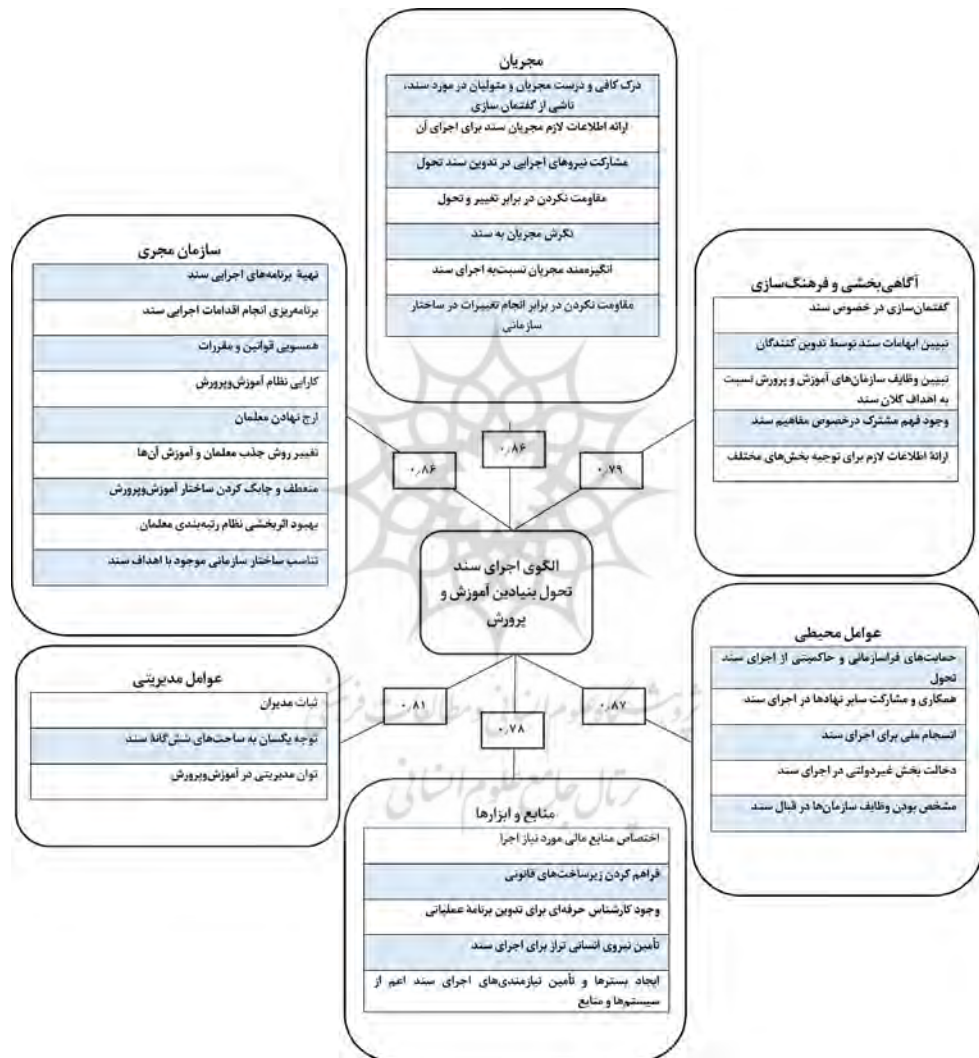 مجریان
درک کافی و درست مجریان و متولیان در مورد سند،
ناشی از گفتمان سازی
ارائه اطلاعات لازم مجریان سند برای اجرای آن
مشارکت نیروهای اجرایی در تدوین سند تحول
مقاومت نکردن در برابر تغییر و تحول
نگرش مجریان به سند
انگیزه‌مند مجریان نسبت‌به اجرای سند
مقاومت نکردن در برابر انجام تغییرات در ساختار
سازمانی
آگاهی‌بخشی و فرهنگ‌سازی
گفتمان‌سازی در خصوص سند
تبیین ابهامات سند توسط تدوین کنندگان
تبیین وظایف سازمان‌های آموزش و پرورش نسبت
به اهداف کلان سند
وجود فهم مشترک درخصوص مفاهیم سند
ارائهٔ اطلاعات لازم برای توجیه بخش‌های مختلف
سازمان مجری
تهیهٔ برنامه‌های اجرایی سند
برنامه‌ریزی انجام اقدامات اجرایی سند
همسویی قوانین و مقررات
کارایی نظام آموزش‌وپرورش
ارج نهادن معلمان
تغییر روش جذب معلمان و آموزش آن‌ها
منعطف و چابک کردن ساختار آموزش‌وپرورش
بهبود اثربخشی نظام رتبه‌بندی معلمان
تناسب ساختار سازمانی موجود با اهداف سند
۰٫۷۹
۰٫۸۶
۰٫۸۶
الگوی اجرای سند
تحول بنیادین آموزش و
پرورش
۰٫۸۷
۰٫۷۸
۰٫۸۱
عوامل محیطی
حمایت‌های فراسازمانی و حاکمیتی از اجرای سند
تحول
همکاری و مشارکت سایر نهادها در اجرای سند
انسجام ملی برای اجرای سند
دخالت بخش غیردولتی در اجرای سند
مشخص بودن وظایف سازمان‌ها در قبال سند
عوامل مدیریتی
ثبات مدیران
توجه یکسان به ساحت‌های شش‌گانهٔ سند
توان مدیریتی در آموزش‌وپرورش
پژوهشگاه علوم انسانی و مطالعات فرهنگی
پرتال جامع علوم انسانی
منابع و ابزارها
اختصاص منابع مالی مورد نیاز اجرا
فراهم کردن زیرساخت‌های قانونی
وجود کارشناس حرفه‌ای برای تدوین برنامهٔ عملیاتی
تأمین نیروی انسانی تراز برای اجرای سند
ایجاد بسترها و تأمین نیازمندی‌های اجرای سند اعم از
سیستم‌ها و منابع